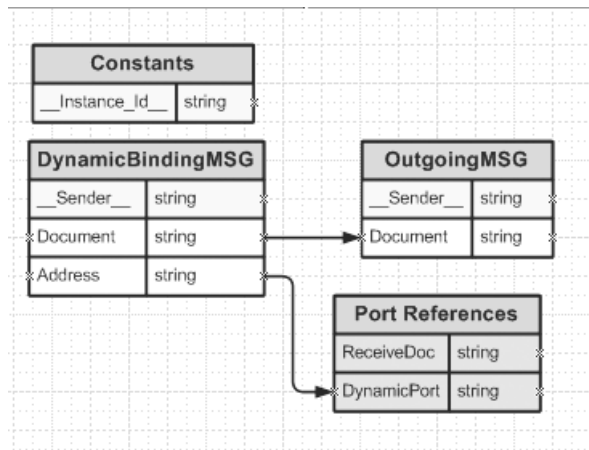 Constants
__Instance_Id__ string
DynamicBindingMSG
__Sender__ string
Document string
Address string
OutgoingMSG
__Sender__ string
Document string
Port References
ReceiveDoc string
DynamicPort string